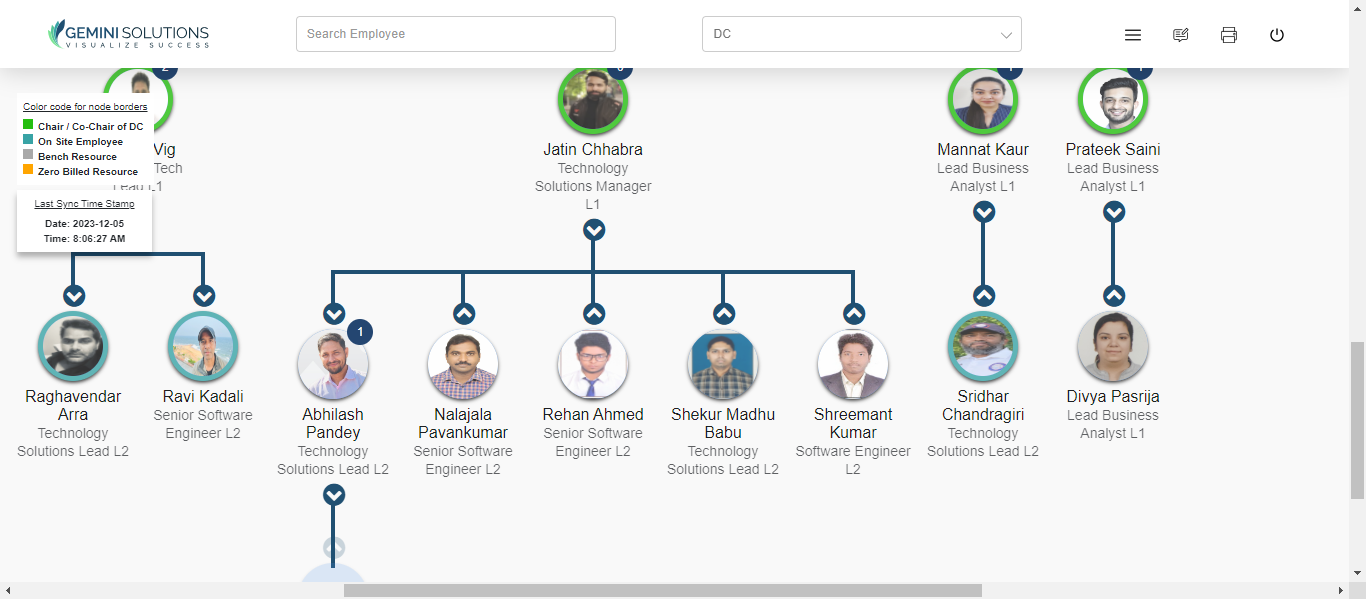 GEMINI SOLUTIONS
VISUALIZE SUCCESS
Search Employee
DC
Color code for node borders
Chair / Co-Chair of DC
On Site Employee
Bench Resource
Zero Billed Resource
Last Sync Time Stamp
Date: 2023-12-05
Time: 8:06:27 AM
Vig
Tech
Lead L1
Jatin Chhabra
Technology
Solutions Manager
L1
Mannat Kaur
Lead Business
Analyst L1
Prateek Saini
Lead Business
Analyst L1
Raghavendar
Arra
Technology
Solutions Lead L2
Ravi Kadali
Senior Software
Engineer L2
1
Abhilash
Pandey
Technology
Solutions Lead L2
Nalajala
Pavankumar
Senior Software
Engineer L2
Rehan Ahmed
Senior Software
Engineer L2
Shekur Madhu
Babu
Technology
Solutions Lead L2
Shreemant
Kumar
Software Engineer
L2
Sridhar
Chandragiri
Technology
Solutions Lead L2
Divya Pasrija
Lead Business
Analyst L1